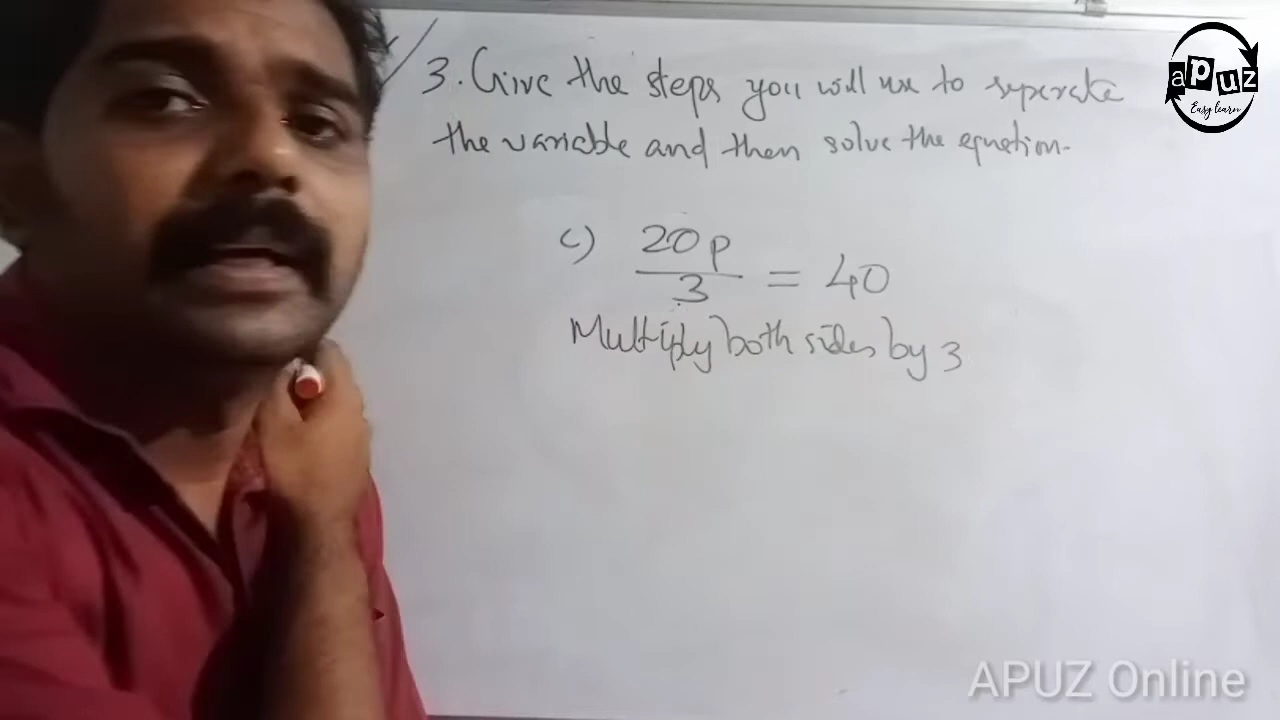 3. Give the steps you will use to seperate
the variable and then solve the equation.
c) 20p
3 = 40
Multiply both sides by 3
apuz
Easy learn
APUZ Online